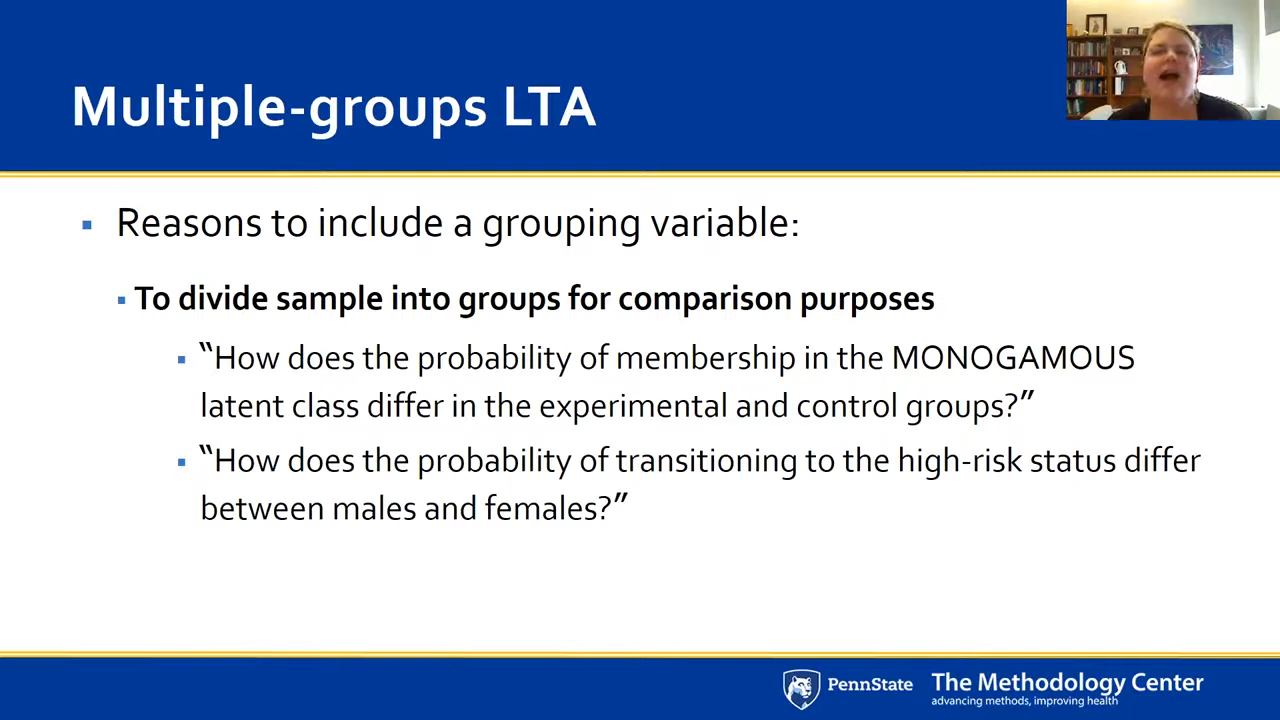 Multiple-groups LTA
▪ Reasons to include a grouping variable:
▪ To divide sample into groups for comparison purposes
▪ “How does the probability of membership in the MONOGAMOUS
latent class differ in the experimental and control groups?”
▪ “How does the probability of transitioning to the high-risk status differ
between males and females?”
PennState
The Methodology Center
advancing methods, improving health